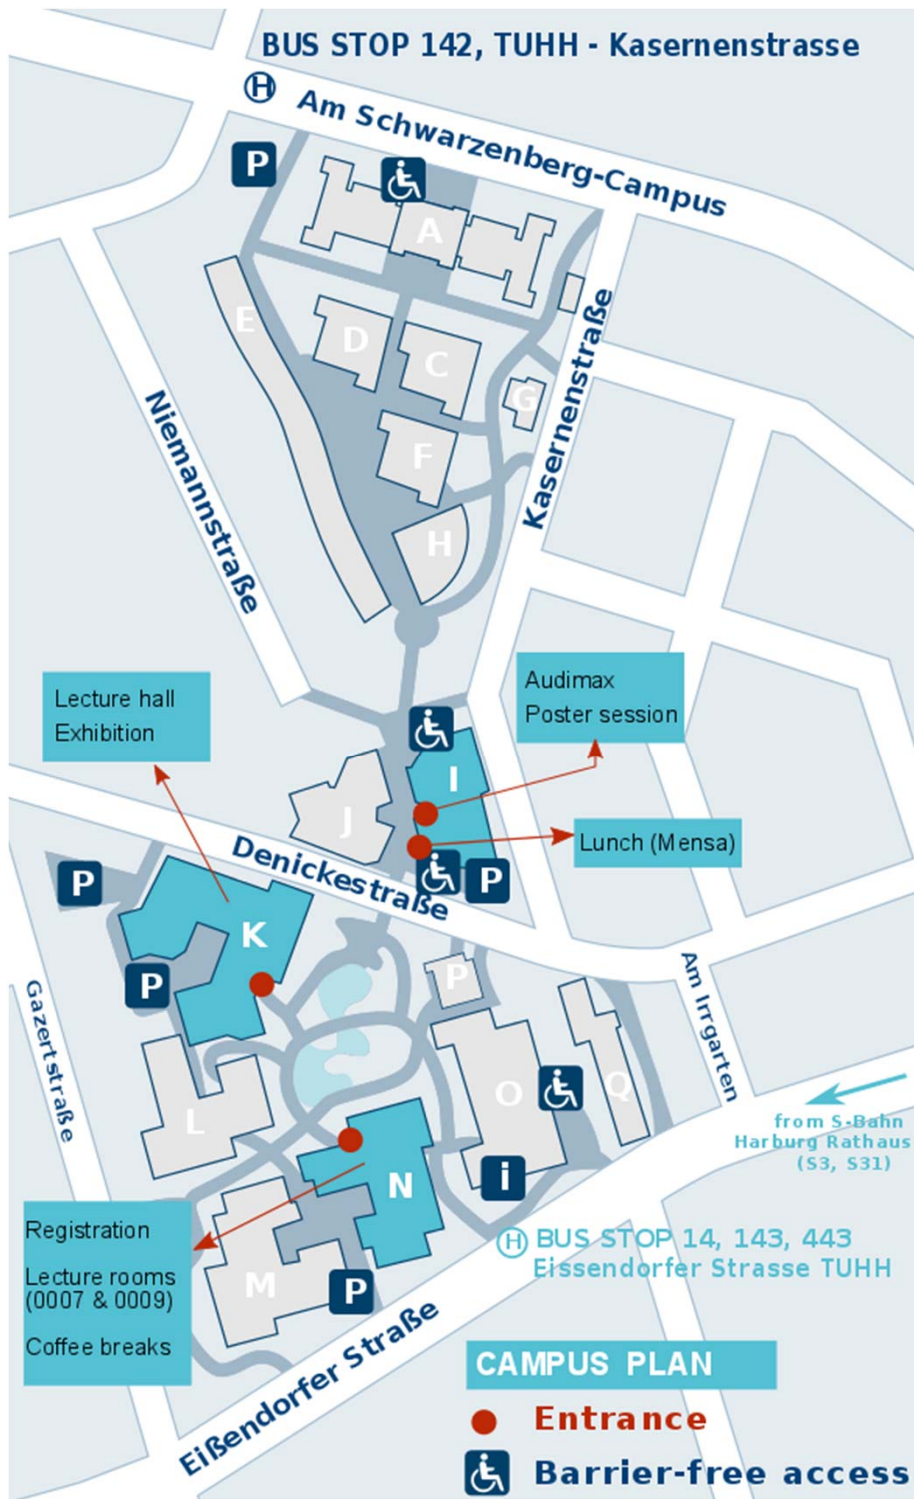 BUS STOP 142, TUHH - Kasernenstrasse
H
Am Schwarzenberg-Campus
P
A
E
D
C
G
F
Kasernenstraße
Niemannstraße
H
Lecture hall
Exhibition
Audimax
Poster session
I
J
Lunch (Mensa)
Denickestraße
P
P
K
P
P
Gazertstraße
Am Irrgarten
L
O
Q
from S-Bahn
Harburg Rathaus
(S3, S31)
i
N
Registration
Lecture rooms
(0007 & 0009)
Coffee breaks
M
P
H BUS STOP 14, 143, 443
Eissendorfer Strasse TUHH
Eißendorfer Straße
CAMPUS PLAN
Entrance
Barrier-free access